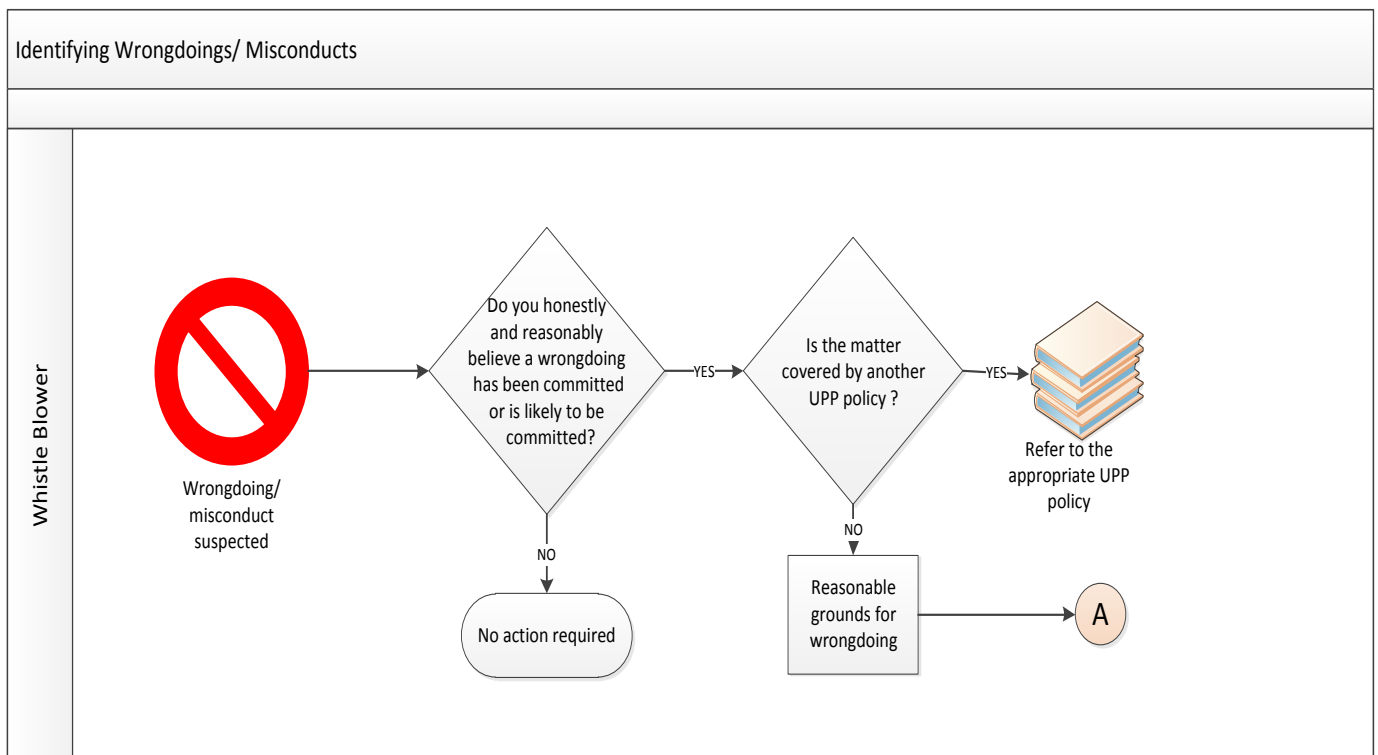 Identifying Wrongdoings/ Misconducts
Whistle Blower
Wrongdoing/
misconduct
suspected
Do you honestly
and reasonably
believe a wrongdoing
has been committed
or is likely to be
committed?
YES
NO
No action required
Is the matter
covered by another
UPP policy ?
YES
Refer to the
appropriate UPP
policy
NO
Reasonable
grounds for
wrongdoing
A